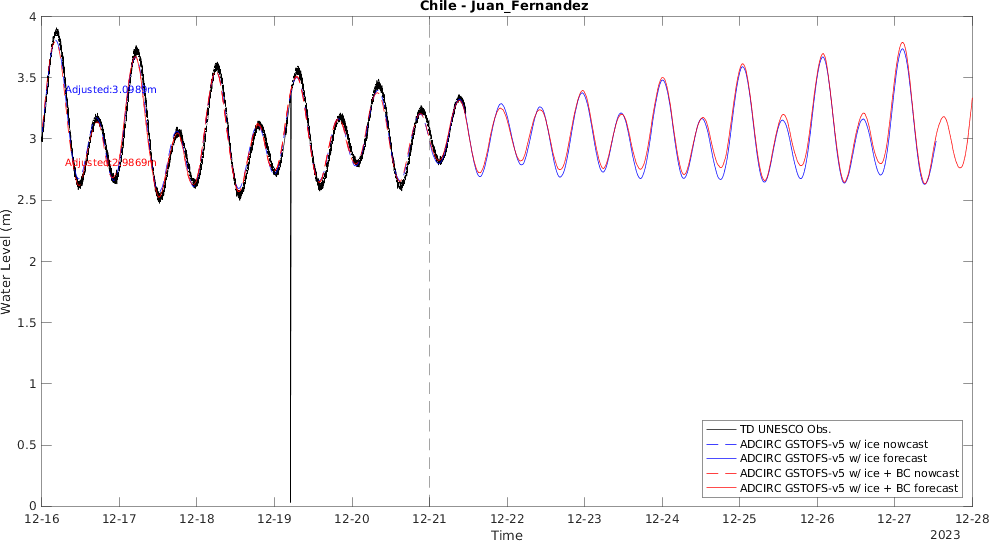 Chile - Juan_Fernandez
4
3.5
3
2.5
2
1.5
1
0.5
0
Water Level (m)
Adjusted:3.0989m
Adjusted:2.9869m
TD UNESCO Obs.
ADCIRC GSTOFS-v5 w/ ice nowcast
ADCIRC GSTOFS-v5 w/ ice forecast
ADCIRC GSTOFS-v5 w/ ice + BC nowcast
ADCIRC GSTOFS-v5 w/ ice + BC forecast
12-16 12-17 12-18 12-19 12-20 12-21 12-22 12-23 12-24 12-25 12-26 12-27 12-28
Time
2023